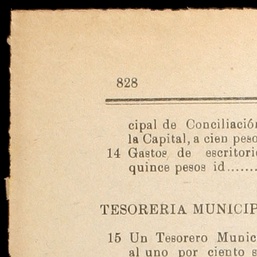 828
cipal de Conciliación
la Capital, a cien peso
14 Gastos de escritorio
quince pesos id.......
TESORERIA MUNICIP
15 Un Tesorero Munic
al uno por ciento s